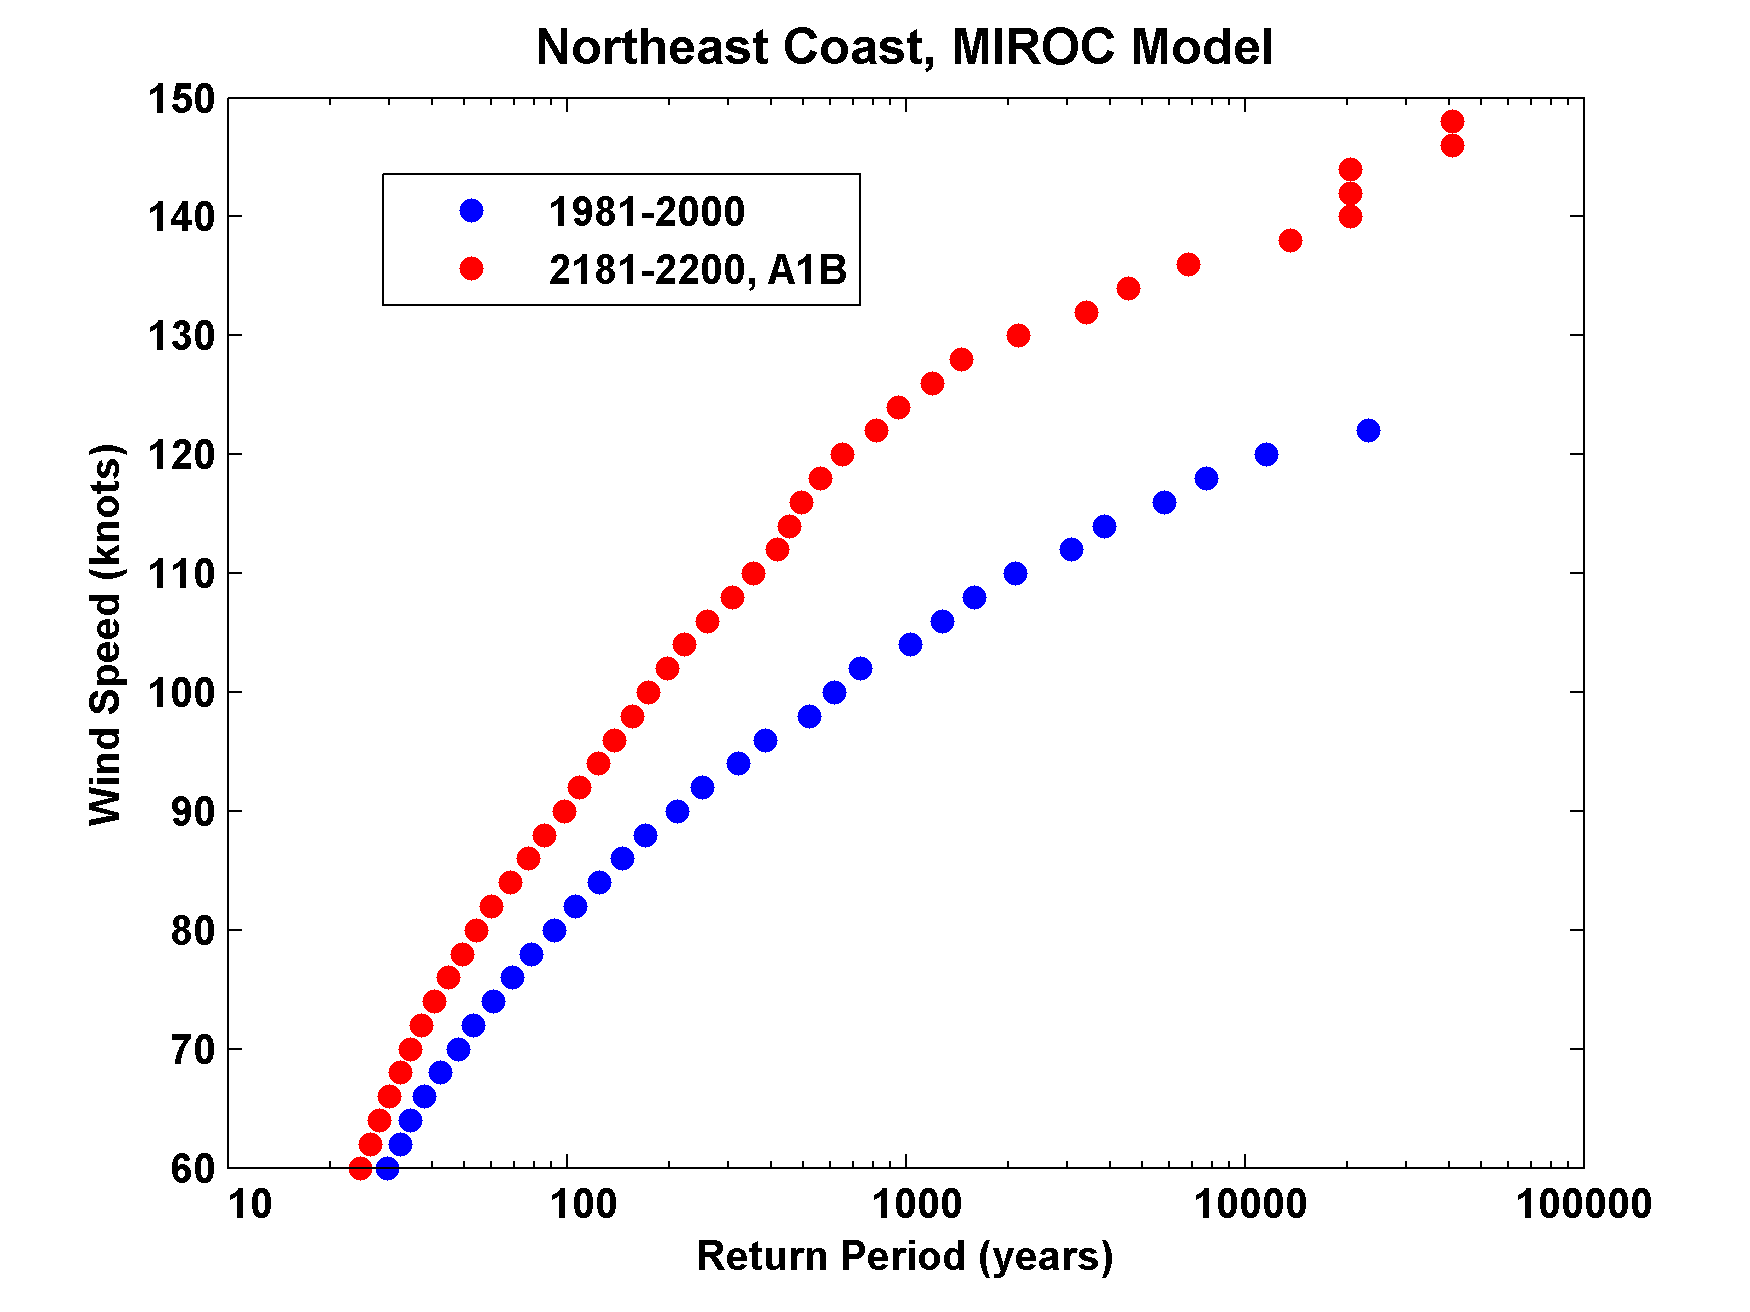 Northeast Coast, MIROC Model
150
140
130
120
110
100
90
80
70
60
Wind Speed (knots)
1981-2000
2181-2200, A1B
10 100 1000 10000 100000
Return Period (years)